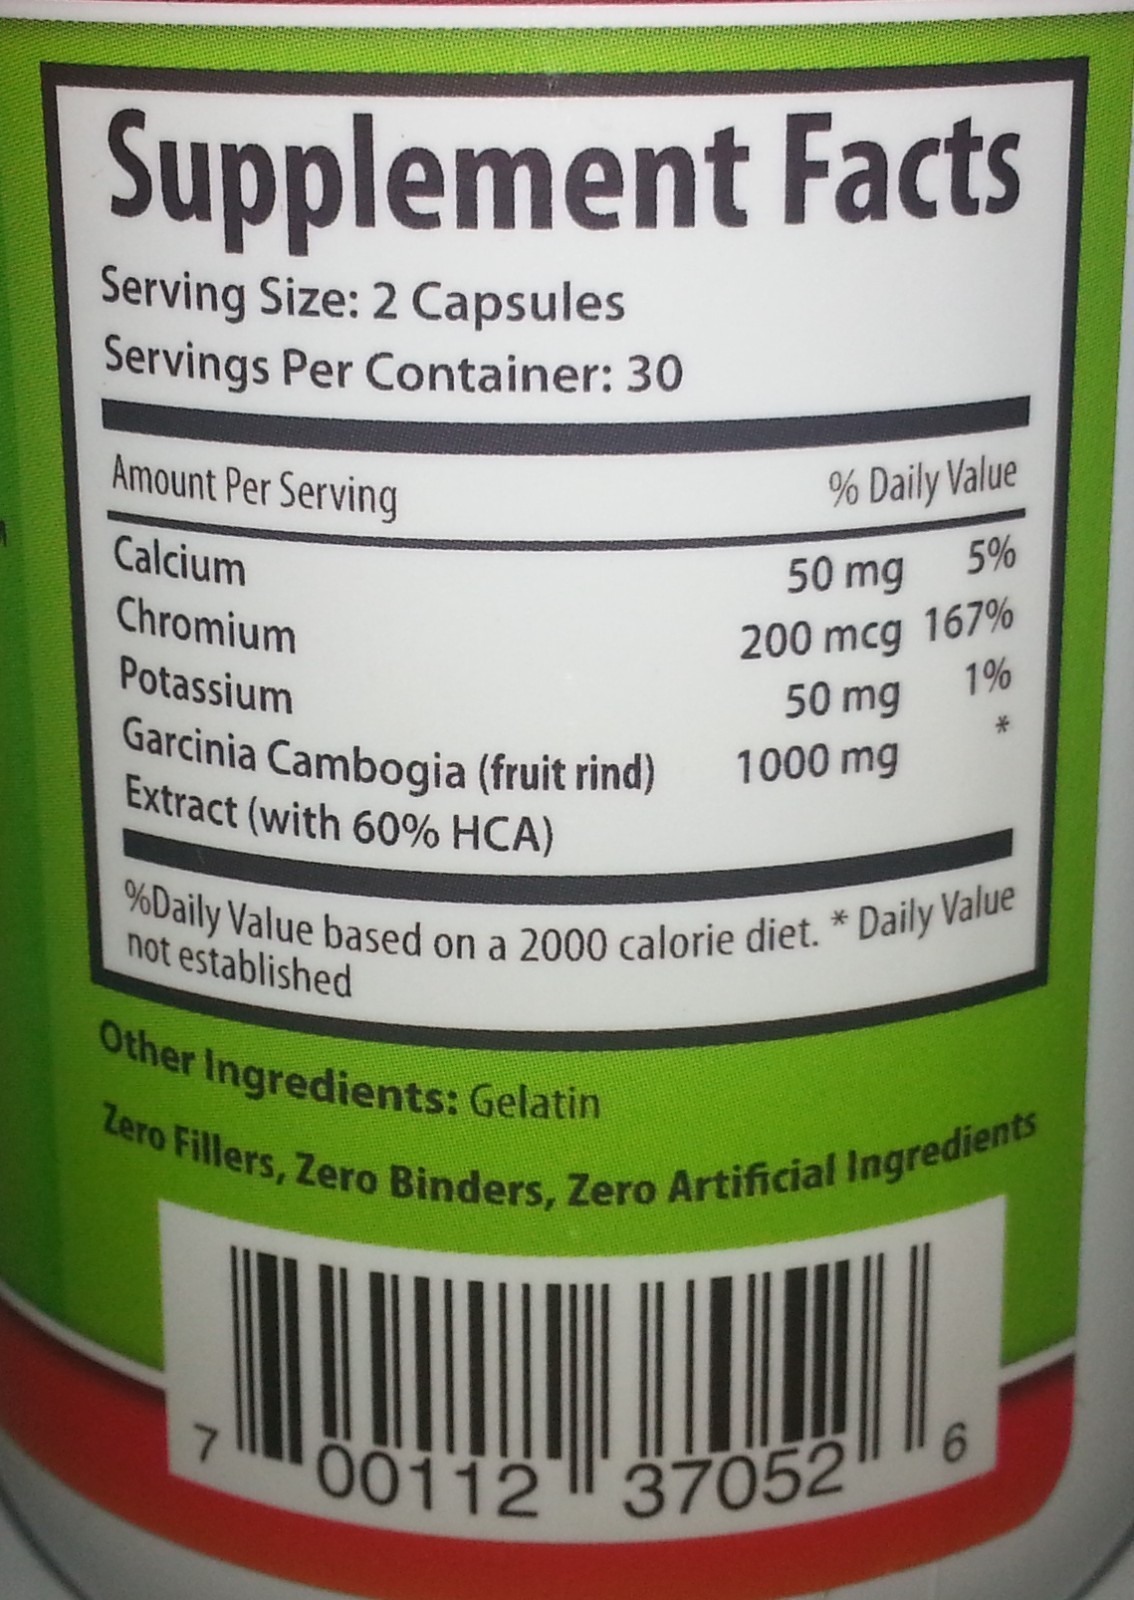 Supplement Facts
Serving Size: 2 Capsules
Servings Per Container: 30
Amount Per Serving % Daily Value
Calcium 50 mg 5%
Chromium 200 mcg 167%
Potassium 50 mg 1%
Garcinia Cambogia (fruit rind) 1000 mg *
Extract (with 60% HCA)
%Daily Value based on a 2000 calorie diet. * Daily Value
not established
Other Ingredients: Gelatin
Zero Fillers, Zero Binders, Zero Artificial Ingredients
7 00112 37052 6